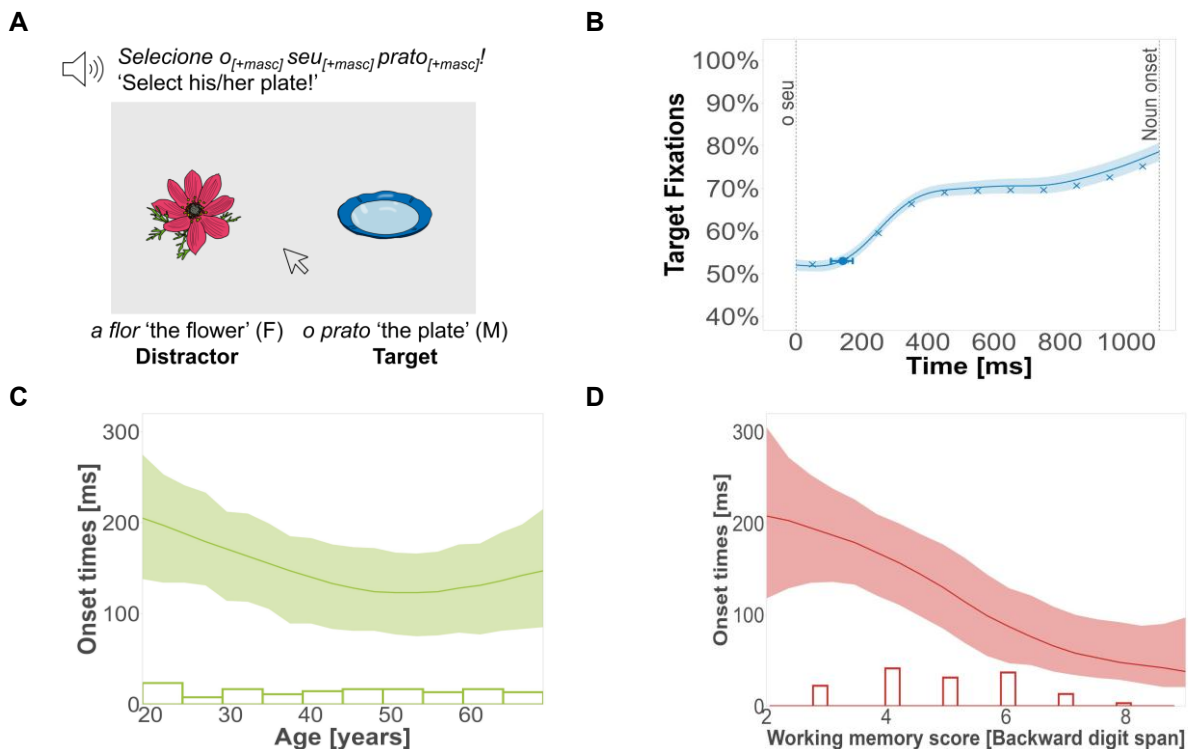 A
Selecione o[+masc] seu[+masc] prato[+masc]!
‘Select his/her plate!’
a flor ‘the flower’ (F)
Distractor
o prato ‘the plate’ (M)
Target
B
Target Fixations
100%
90%
80%
70%
60%
50%
40%
o seu
Noun onset
0 200 400 600 800 1000
Time [ms]
C
Onset times [ms]
300
200
100
0
20 30 40 50 60
Age [years]
D
Onset times [ms]
300
200
100
0
2 4 6 8
Working memory score [Backward digit span]